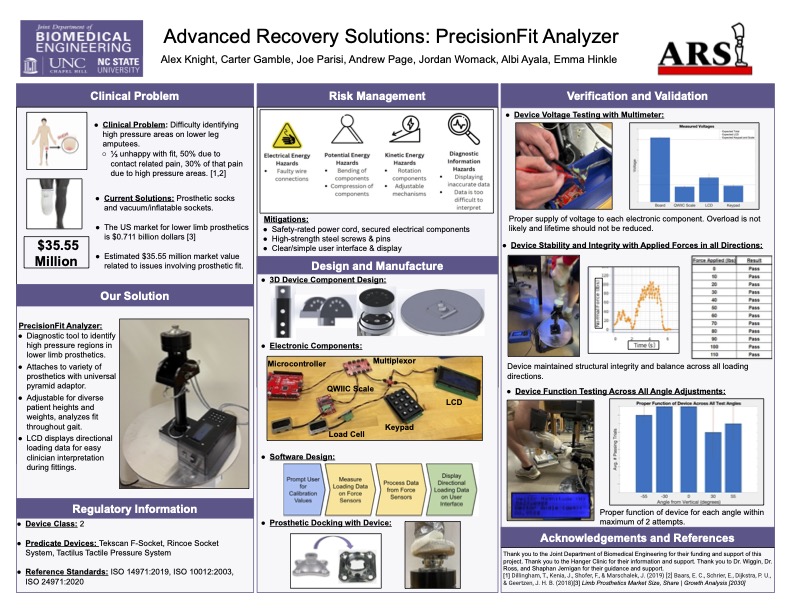 Joint Department of
BIOMEDICAL
ENGINEERING
UNC
CHAPEL HILL
NC STATE
UNIVERSITY
Advanced Recovery Solutions: PrecisionFit Analyzer
Alex Knight, Carter Gamble, Joe Parisi, Andrew Page, Jordan Womack, Albi Ayala, Emma Hinkle
ARS
Clinical Problem
● Clinical Problem: Difficulty identifying
high pressure areas on lower leg
amputees.
○ ⅓ unhappy with fit, 50% due to
contact related pain, 30% of that pain
due to high pressure areas. [1,2]
● Current Solutions: Prosthetic socks
and vacuum/inflatable sockets.
● The US market for lower limb prosthetics
is $0.711 billion dollars [3]
● Estimated $35.55 million market value
related to issues involving prosthetic fit.
$35.55
Million
Our Solution
PrecisionFit Analyzer:
● Diagnostic tool to identify
high pressure regions in
lower limb prosthetics.
● Attaches to variety of
prosthetics with universal
pyramid adaptor.
● Adjustable for diverse
patient heights and
weights, analyzes fit
throughout gait.
● LCD displays directional
loading data for easy
clinician interpretation
during fittings.
Regulatory Information
● Device Class: 2
● Predicate Devices: Tekscan F-Socket, Rincoe Socket
System, Tactilus Tactile Pressure System
● Reference Standards: ISO 14971:2019, ISO 10012:2003,
ISO 24971:2020
Risk Management
Electrical Energy
Hazards
• Faulty wire
connections
Potential Energy
Hazards
• Bending of
components
• Compression of
components
Kinetic Energy
Hazards
• Rotation
components
• Adjustable
mechanisms
Diagnostic
Information
Hazards
• Displaying
inaccurate data
• Data is too
difficult to
interpret
Mitigations:
● Safety-rated power cord, secured electrical components
● High-strength steel screws & pins
● Clear/simple user interface & display
Design and Manufacture
● 3D Device Component Design:
● Electronic Components:
Microcontroller
Multiplexor
QWIIC Scale
LCD
Keypad
Load Cell
● Software Design:
Prompt User
for
Calibration
Values
Measure
Loading Data
on Force
Sensors
Process Data
from Force
Sensors
Display
Directional
Loading Data
on User
Interface
● Prosthetic Docking with Device:
Verification and Validation
● Device Voltage Testing with Multimeter:
Measured Voltages
Voltage
Board
QWIIC Scale
LCD
Keypad
Proper supply of voltage to each electronic component. Overload is not
likely and lifetime should not be reduced.
● Device Stability and Integrity with Applied Forces in all Directions:
Normal Force (lbs)
Time (s)
Force Applied (lbs) Result
0 Pass
10 Pass
20 Pass
30 Pass
40 Pass
50 Pass
60 Pass
70 Pass
80 Pass
90 Pass
100 Pass
110 Pass
Device maintained structural integrity and balance across all loading
directions.
● Device Function Testing Across All Angle Adjustments:
Proper Function of Device Across All Test Angles
Avg. # Passing Trials
Angle from Vertical (degrees)
Proper function of device for each angle within
maximum of 2 attempts.
Acknowledgements and References
Thank you to the Joint Department of Biomedical Engineering for their funding and support of this
project. Thank you to the Hanger Clinic for their information and support. Thank you to Dr. Wiggin, Dr.
Ross, and Shaphan Jernigan for their guidance and support.
[1] Dillingham, T., Kenia, J., Shofer, F., & Marschalek, J. (2019) [2] Baars, E. C., Schrier, E., Dijkstra, P. U.,
& Geertzen, J. H. B. (2018)[3] Limb Prosthetics Market Size, Share | Growth Analysis [2030]